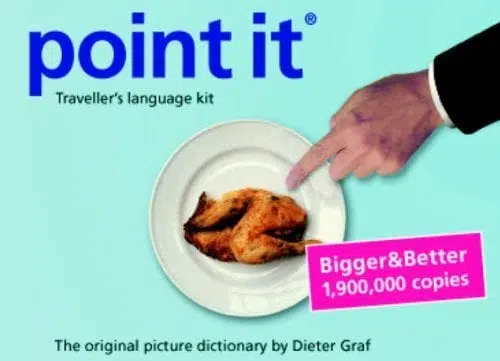 point it®
Traveller's language kit
Bigger&Better
1,900,000 copies
The original picture dictionary by Dieter Graf